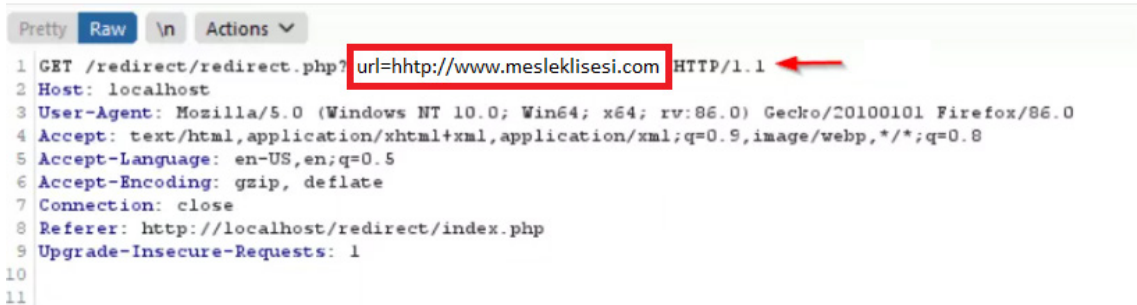 Pretty Raw \n Actions
1 GET /redirect/redirect.php? url=hhtp://www.mesleklisesi.com HTTP/1.1
2 Host: localhost
3 User-Agent: Mozilla/5.0 (Windows NT 10.0; Win64; x64; rv:86.0) Gecko/20100101 Firefox/86.0
4 Accept: text/html,application/xhtml+xml,application/xml;q=0.9,image/webp,*/*;q=0.8
5 Accept-Language: en-US,en;q=0.5
6 Accept-Encoding: gzip, deflate
7 Connection: close
8 Referer: http://localhost/redirect/index.php
9 Upgrade-Insecure-Requests: 1
10
11